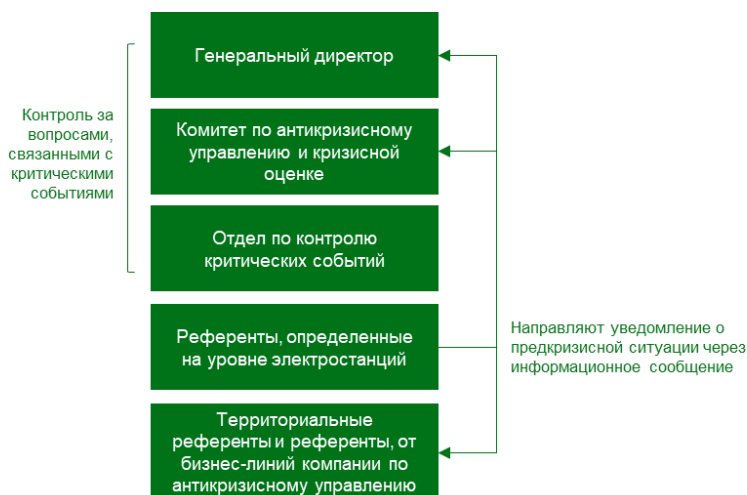 Генеральный директор
Контроль за
вопросами,
связанными с
критическими
событиями
Комитет по антикризисному
управлению и кризисной
оценке
Отдел по контролю
критических событий
Референты, определенные
на уровне электростанций
Направляют уведомление о
предкризисной ситуации через
информационное сообщение
Территориальные
референты и референты, от
бизнес-линий компании по
антикризисному управлению